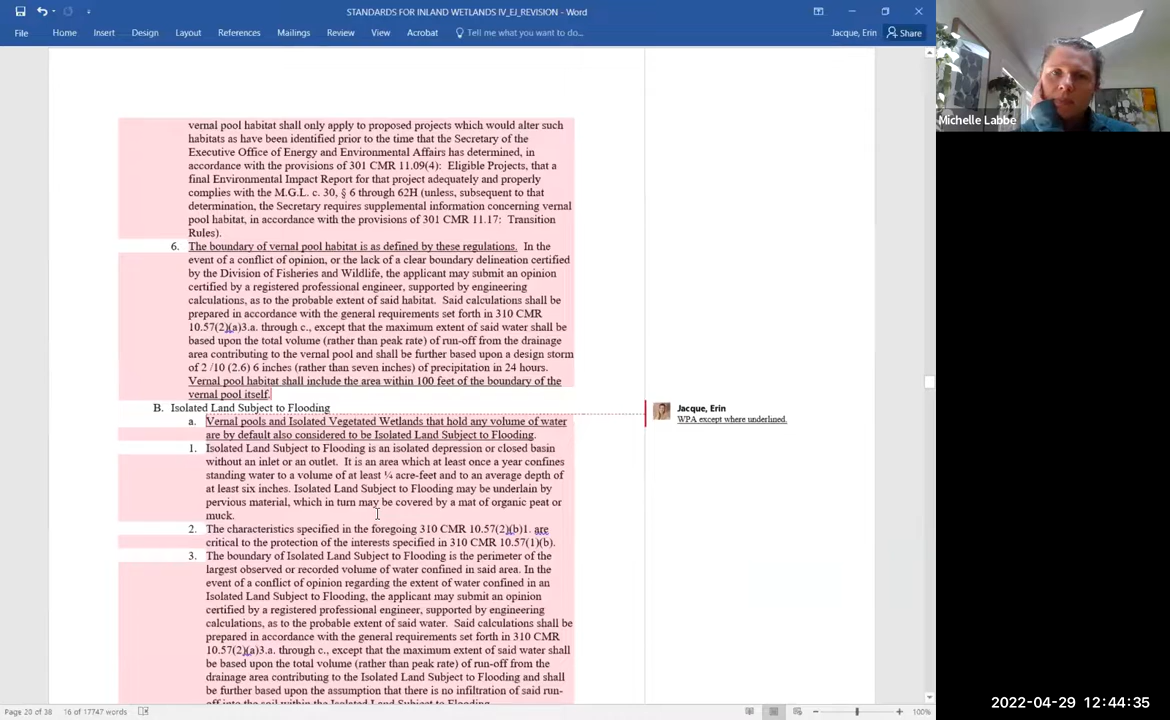 STANDARDS FOR INLAND WETLANDS IV_EJ_REVISION - Word
File Home Insert Design Layout References Mailings Review View Acrobat Tell me what you want to do... Jacque, Erin Share
vernal pool habitat shall only apply to proposed projects which would alter such
habitats as have been identified prior to the time that the Secretary of the
Executive Office of Energy and Environmental Affairs has determined, in
accordance with the provisions of 301 CMR 11.09(4): Eligible Projects, that a
final Environmental Impact Report for that project adequately and properly
complies with the M.G.L. c. 30, § 6 through 62H (unless, subsequent to that
determination, the Secretary requires supplemental information concerning vernal
pool habitat, in accordance with the provisions of 301 CMR 11.17: Transition
Rules).
6. The boundary of vernal pool habitat is as defined by these regulations. In the
event of a conflict of opinion, or the lack of a clear boundary delineation certified
by the Division of Fisheries and Wildlife, the applicant may submit an opinion
certified by a registered professional engineer, supported by engineering
calculations, as to the probable extent of said habitat. Said calculations shall be
prepared in accordance with the general requirements set forth in 310 CMR
10.57(2)(a)3.a. through c., except that the maximum extent of said water shall be
based upon the total volume (rather than peak rate) of run-off from the drainage
area contributing to the vernal pool and shall be further based upon a design storm
of 2 /10 (2.6) 6 inches (rather than seven inches) of precipitation in 24 hours.
Vernal pool habitat shall include the area within 100 feet of the boundary of the
vernal pool itself.
B. Isolated Land Subject to Flooding
a. Vernal pools and Isolated Vegetated Wetlands that hold any volume of water
are by default also considered to be Isolated Land Subject to Flooding.
1. Isolated Land Subject to Flooding is an isolated depression or closed basin
without an inlet or an outlet. It is an area which at least once a year confines
standing water to a volume of at least ¼ acre-feet and to an average depth of
at least six inches. Isolated Land Subject to Flooding may be underlain by
pervious material, which in turn may be covered by a mat of organic peat or
muck.
2. The characteristics specified in the foregoing 310 CMR 10.57(2)(b)1. are
critical to the protection of the interests specified in 310 CMR 10.57(1)(b).
3. The boundary of Isolated Land Subject to Flooding is the perimeter of the
largest observed or recorded volume of water confined in said area. In the
event of a conflict of opinion regarding the extent of water confined in an
Isolated Land Subject to Flooding, the applicant may submit an opinion
certified by a registered professional engineer, supported by engineering
calculations, as to the probable extent of said water. Said calculations shall be
prepared in accordance with the general requirements set forth in 310 CMR
10.57(2)(a)3.a. through c., except that the maximum extent of said water shall
be based upon the total volume (rather than peak rate) of run-off from the
drainage area contributing to the Isolated Land Subject to Flooding and shall
be further based upon the assumption that there is no infiltration of said run-
off into the soil within the Isolated Land Subject to Flooding.
Jacque, Erin
WPA except where underlined.
Page 20 of 38 16 of 17747 words 100%
Michelle Labbe
2022-04-29 12:44:35